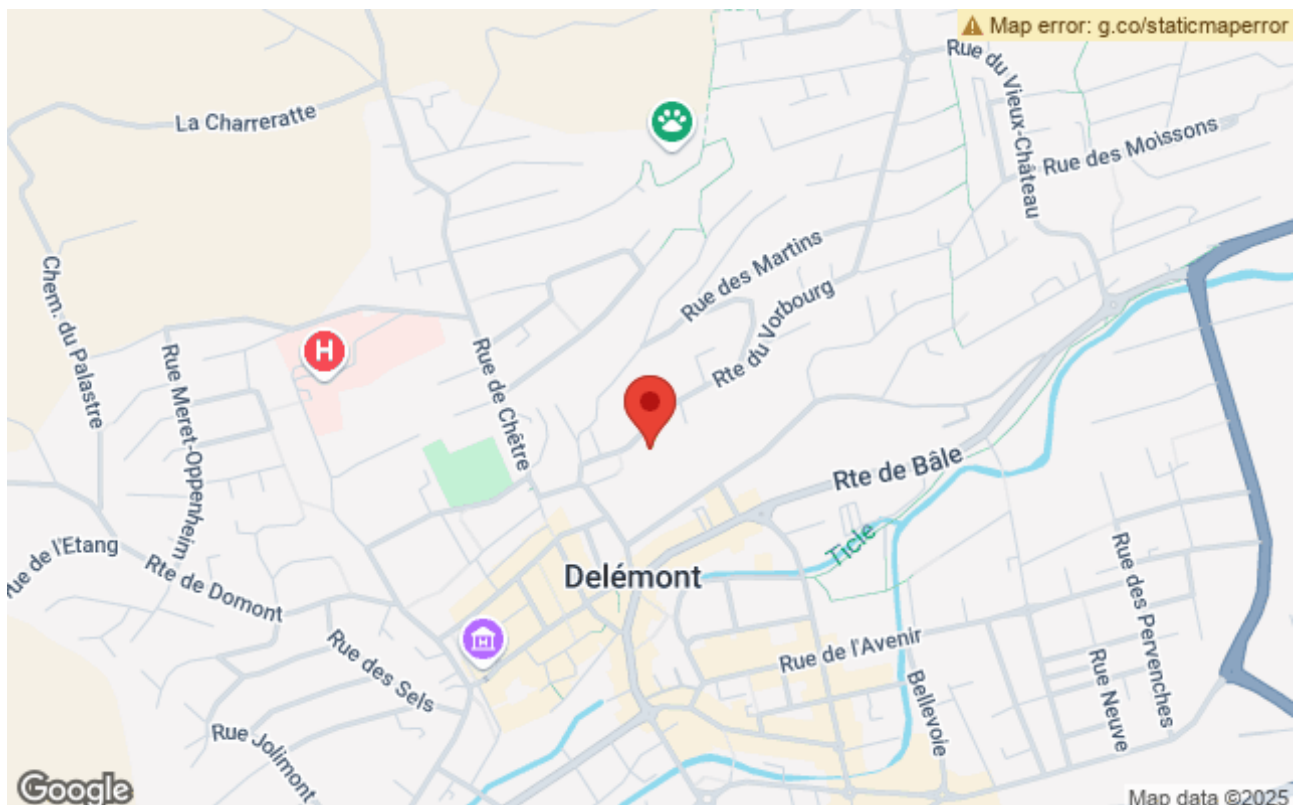 Map error: g.co/staticmaperror
Rue du Vieux-Château
La Charreratte
Rue des Moissons
Chem. du Palastre
Rue des Martins
Rte du Vorbourg
H
Rue Meret-Oppenheim
Rue de Chêtre
Rte de Bâle
Rue de l'Etang
Ticle
Rte de Domont
Delémont
Rue des Pervenches
Rue de l'Avenir
Rue des Sels
Bellevoie
Rue Neuve
Rue Jolimont
Google
Map data ©2025